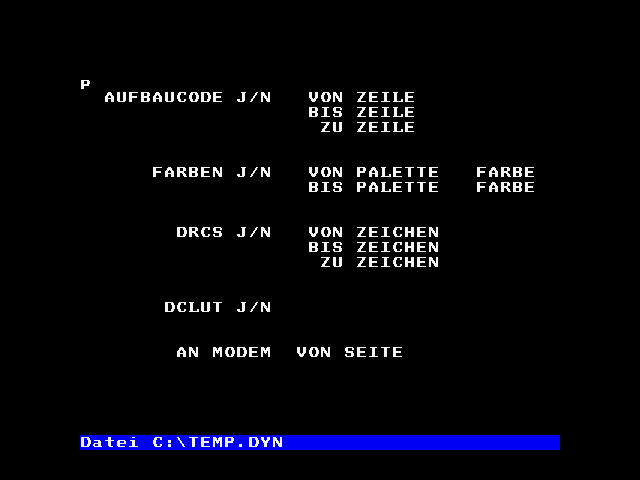 P
AUFBAUCODE J/N VON ZEILE
BIS ZEILE
ZU ZEILE
FARBEN J/N VON PALETTE FARBE
BIS PALETTE FARBE
DRCS J/N VON ZEICHEN
BIS ZEICHEN
ZU ZEICHEN
DCLUT J/N
AN MODEM VON SEITE
Datei C:\TEMP.DYN